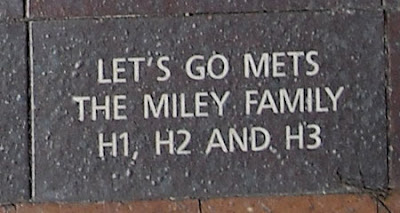 LET'S GO METS
THE MILEY FAMILY
H1, H2 AND H3